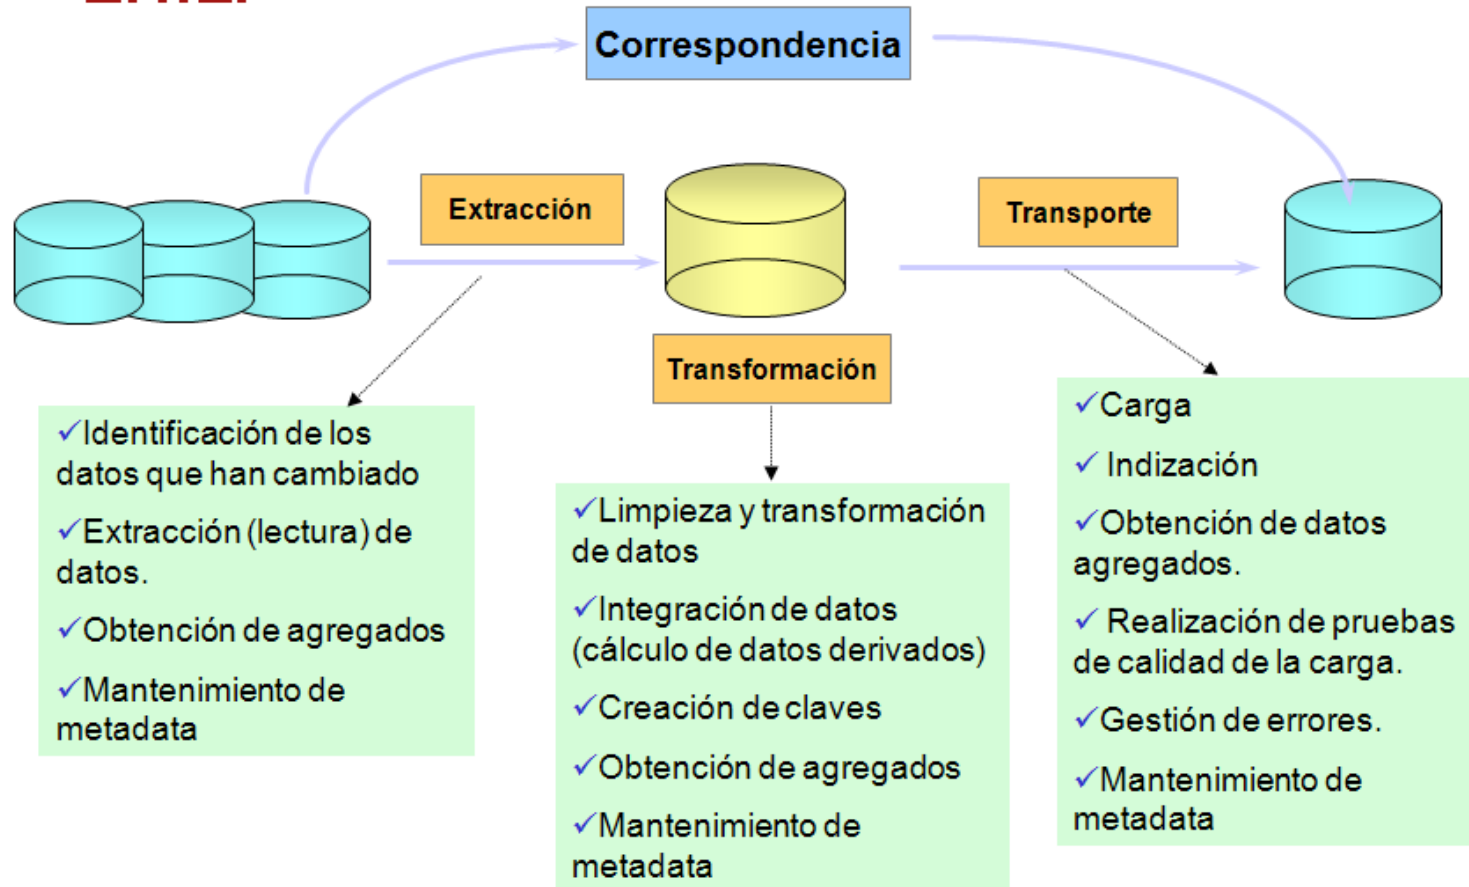 Correspondencia
Extracción
Transporte
Transformación
✓Identificación de los
datos que han cambiado
✓Extracción (lectura) de
datos.
✓Obtención de agregados
✓Mantenimiento de
metadata
✓Limpieza y transformación
de datos
✓Integración de datos
(cálculo de datos derivados)
✓Creación de claves
✓Obtención de agregados
✓Mantenimiento de
metadata
✓Carga
✓ Indización
✓Obtención de datos
agregados.
✓ Realización de pruebas
de calidad de la carga.
✓Gestión de errores.
✓Mantenimiento de
metadata